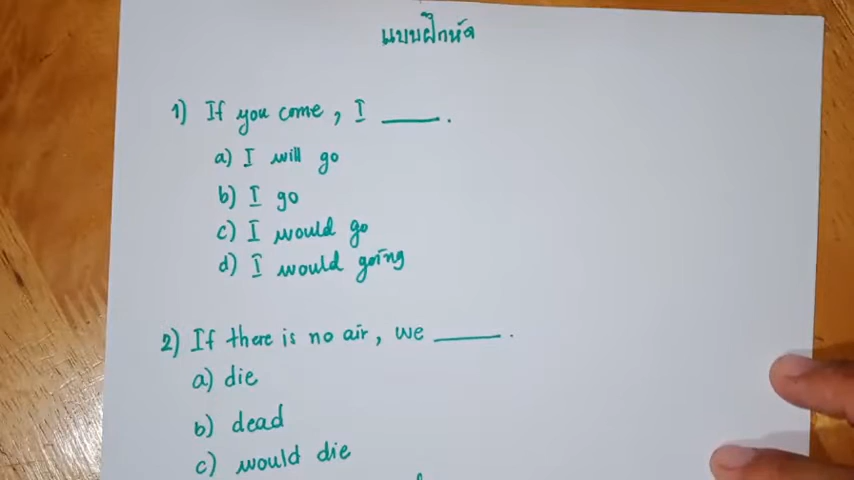 แบบฝึกหัด
1) If you come, I ____.
a) I will go
b) I go
c) I would go
d) I would going
2) If there is no air, we ____.
a) die
b) dead
c) would die